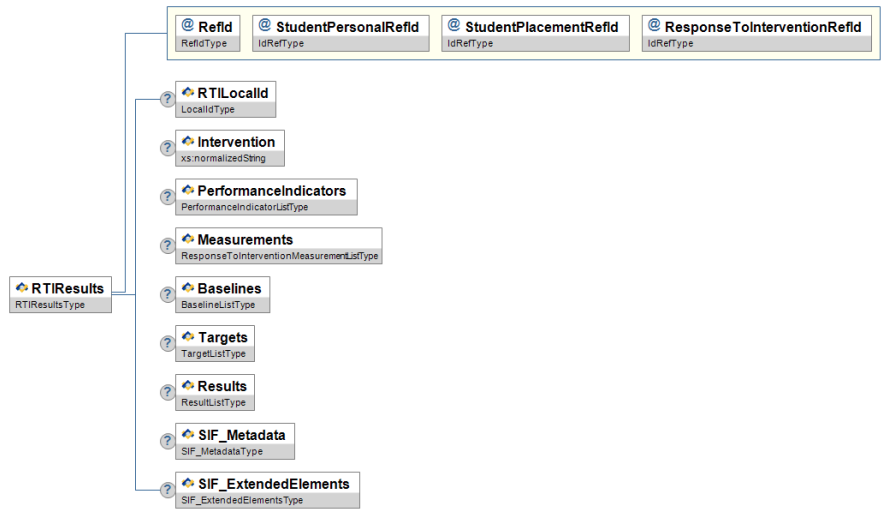 @ RefId
RefIdType
@ StudentPersonalRefId
IdRefType
@ StudentPlacementRefId
IdRefType
@ ResponseToInterventionRefId
IdRefType
? RTILocalId
LocalIdType
? Intervention
xs:normalizedString
? PerformanceIndicators
PerformanceIndicatorListType
? Measurements
ResponseToInterventionMeasurementListType
RTIResults
RTIResultsType
? Baselines
BaselineListType
? Targets
TargetListType
? Results
ResultListType
? SIF_Metadata
SIF_MetadataType
? SIF_ExtendedElements
SIF_ExtendedElementsType